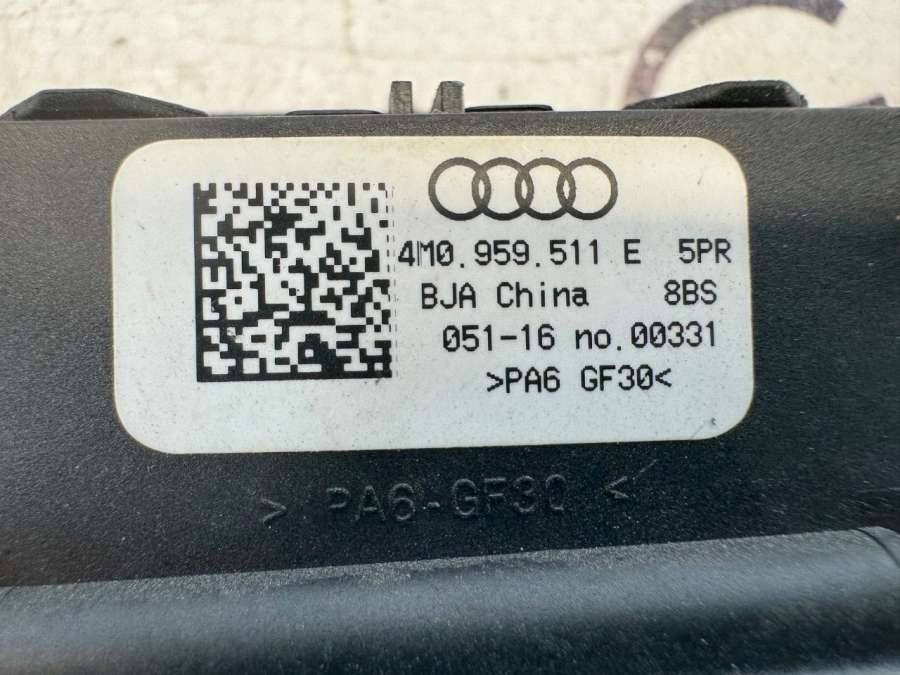 4M0.959.511 E 5PR
BJA China 8BS
051-16 no.00331
>PA6 GF30<
> PA6-GF30 <